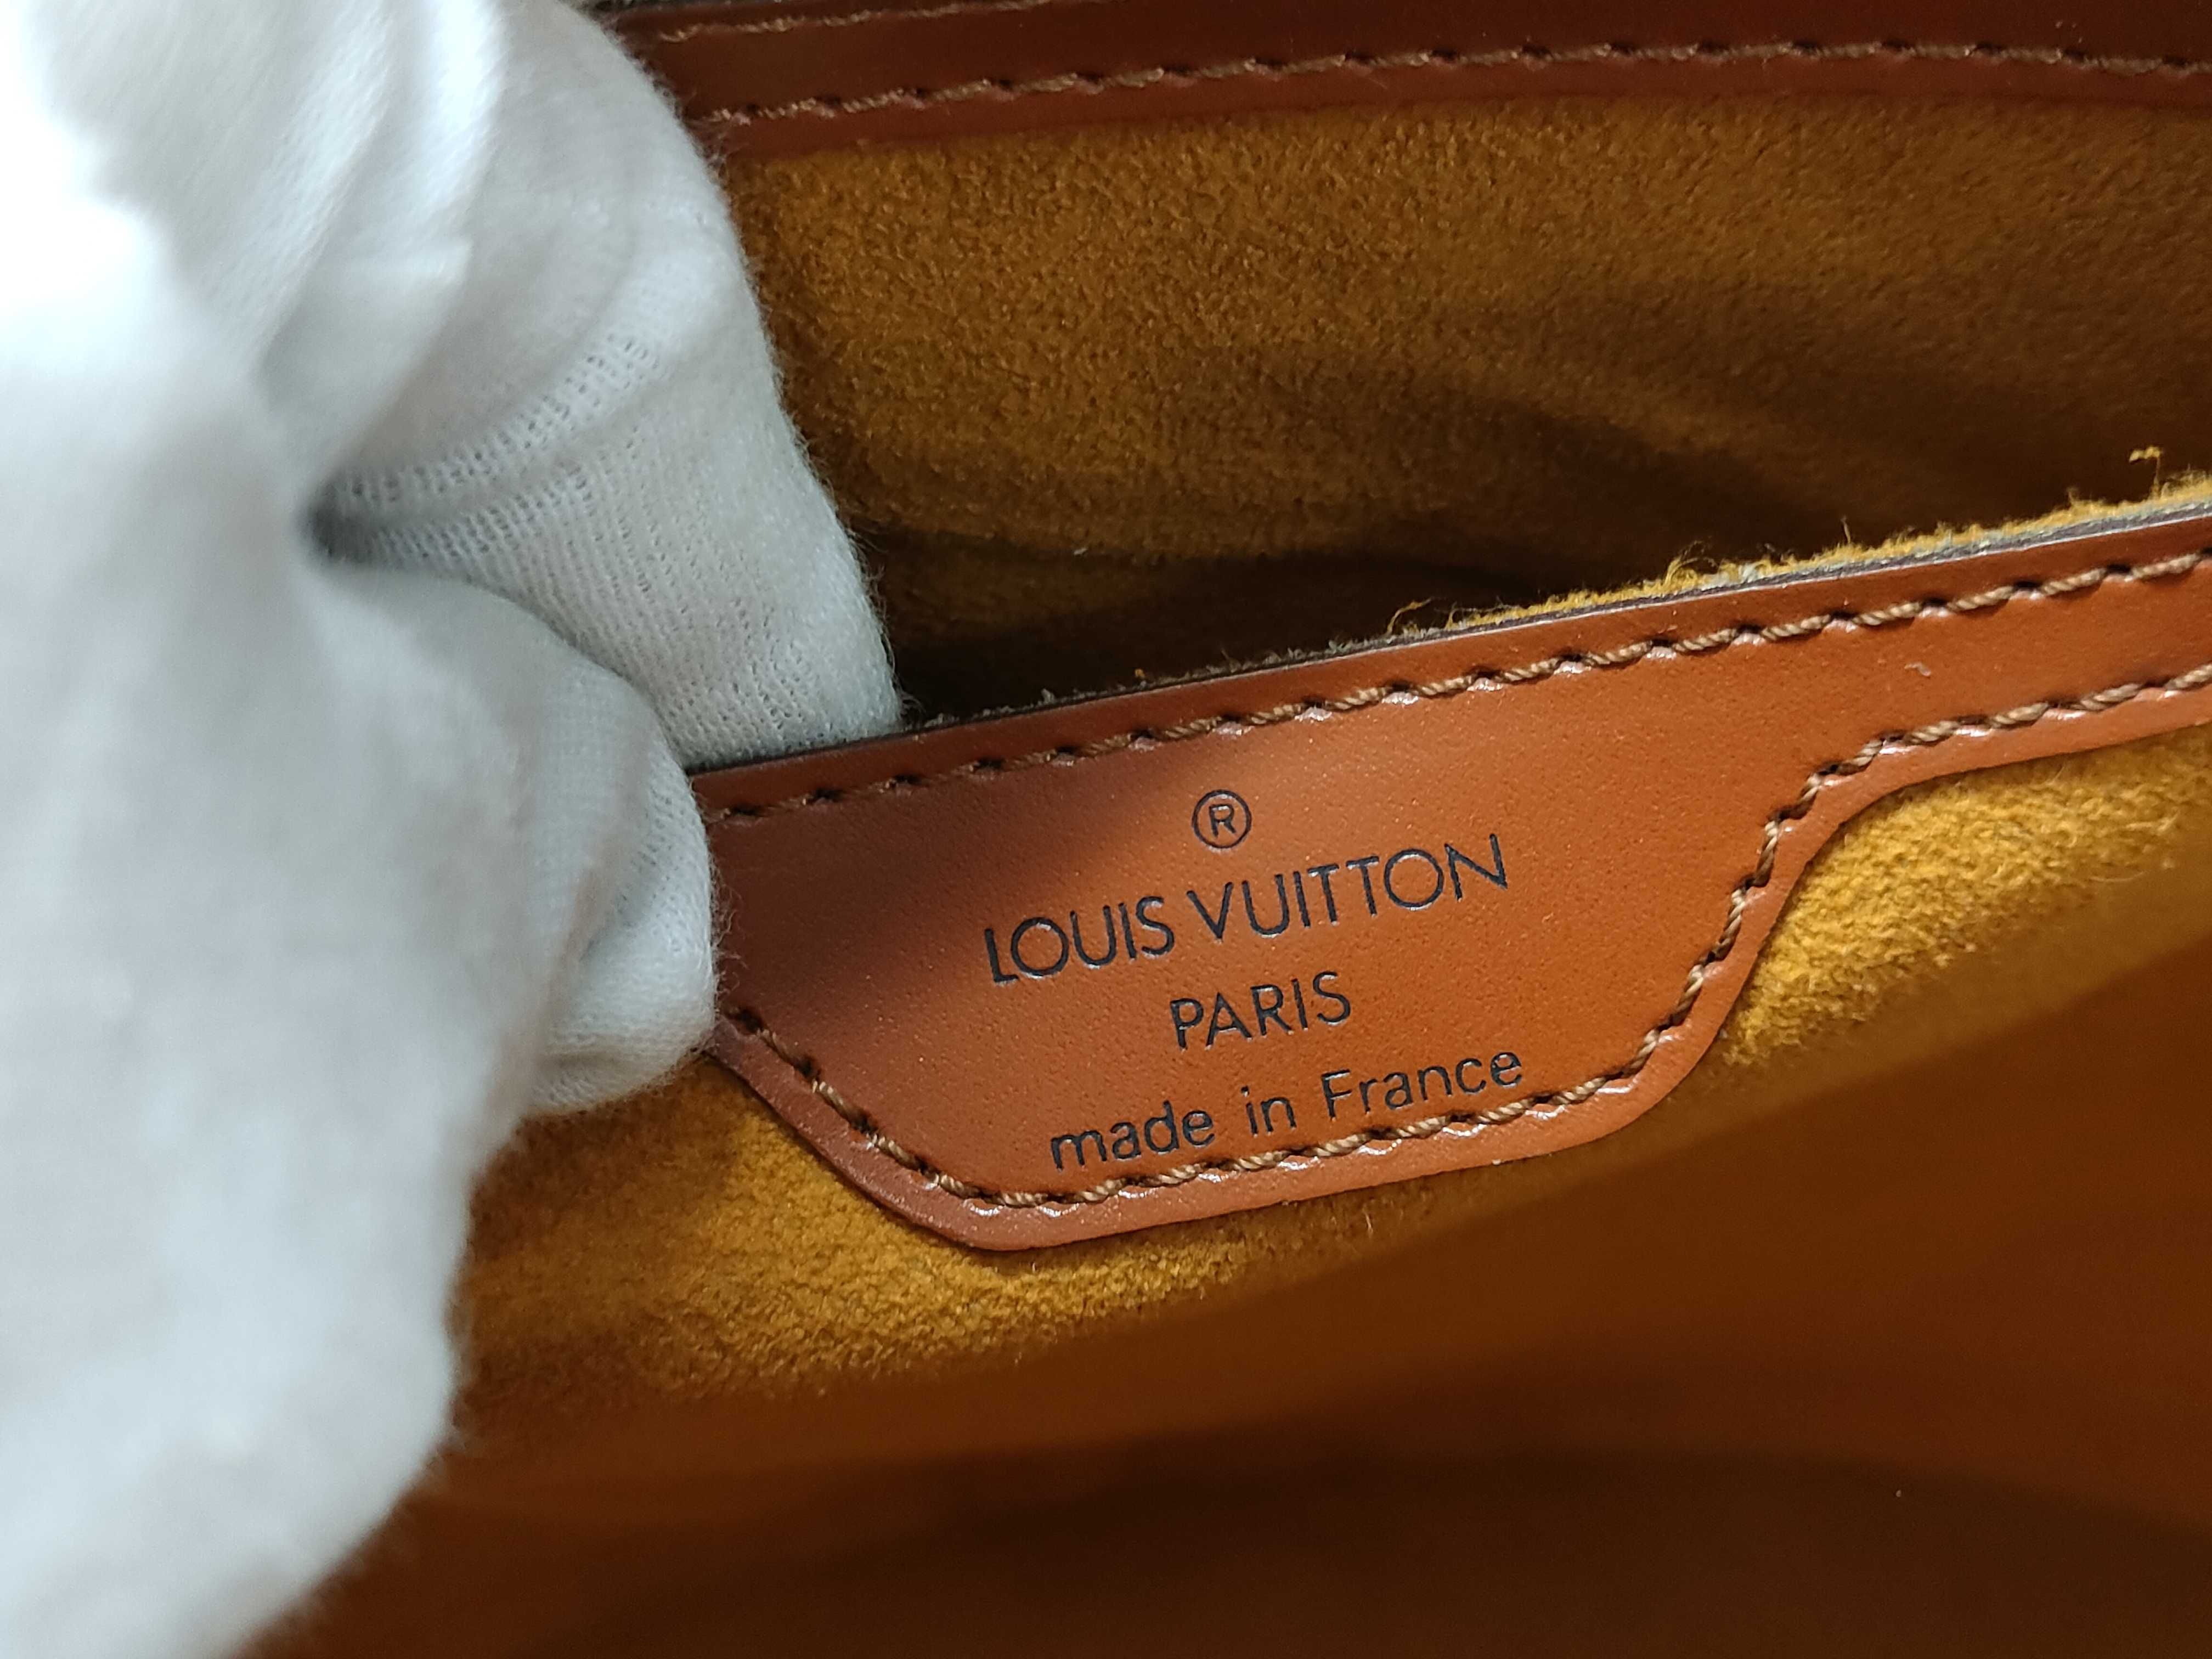 ®
LOUIS VUITTON
PARIS
made in France